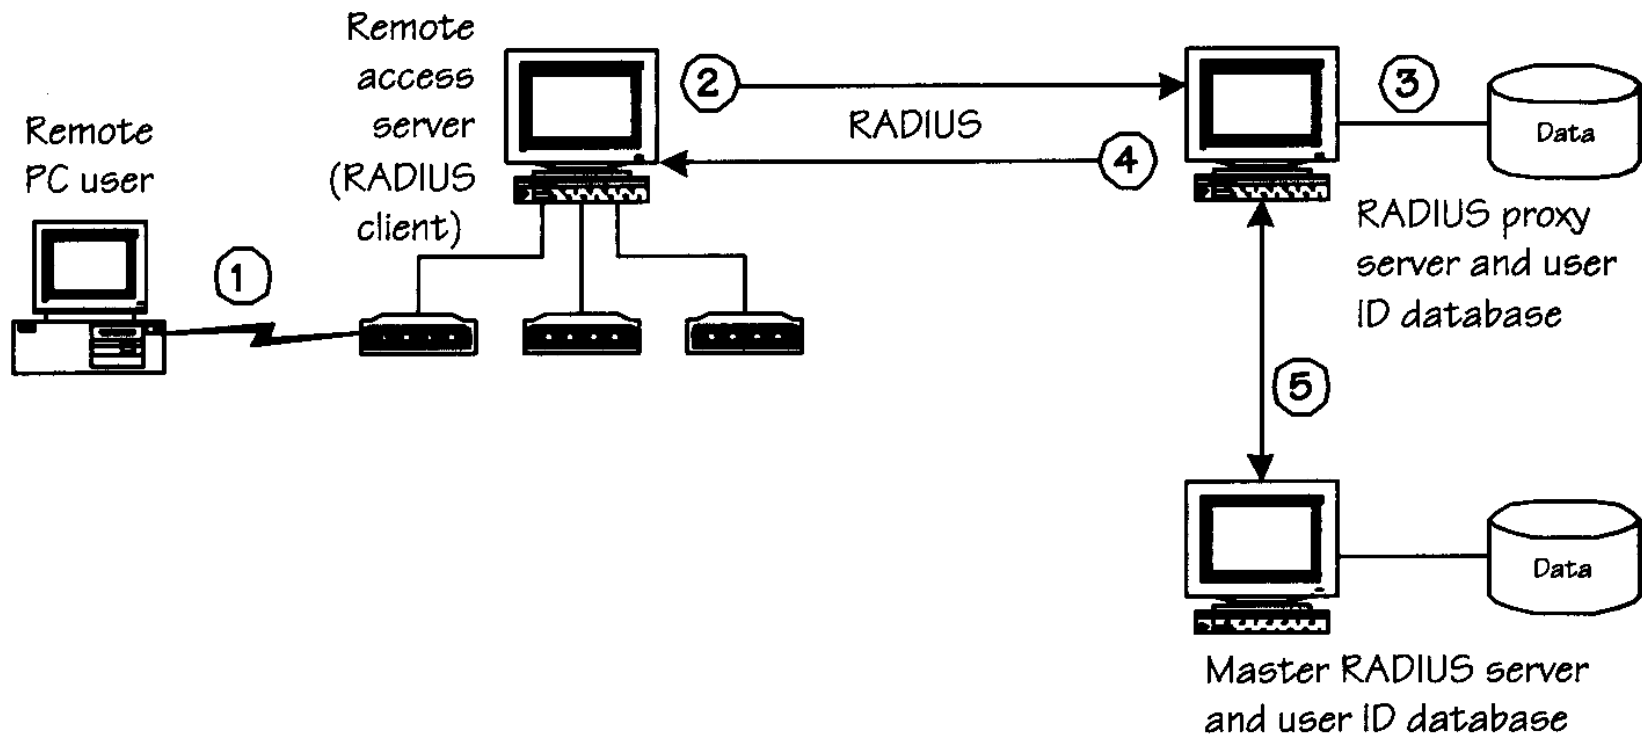 Remote
access
server
(RADIUS
client)
Remote
PC user
1
2
RADIUS
4
3
Data
RADIUS proxy
server and user
ID database
5
Data
Master RADIUS server
and user ID database